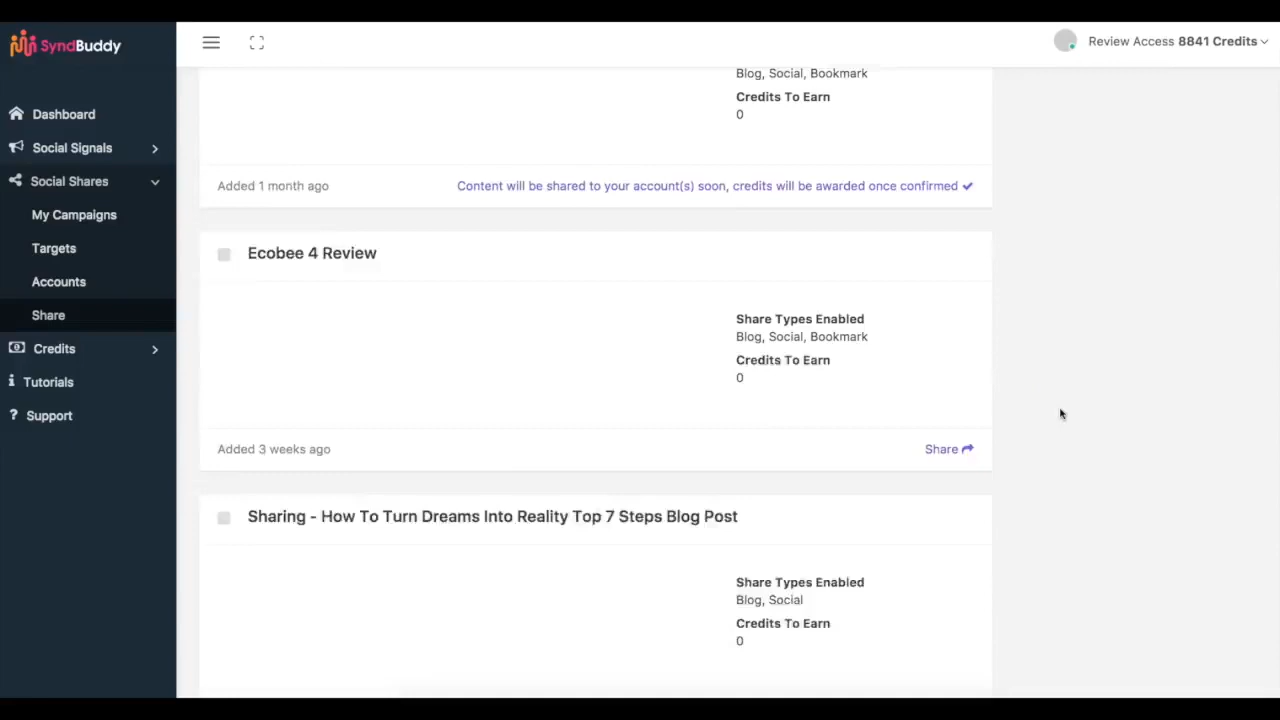 SyndBuddy
Review Access 8841 Credits
Dashboard
Social Signals
Social Shares
My Campaigns
Targets
Accounts
Share
Credits
Tutorials
Support
Blog, Social, Bookmark
Credits To Earn
0
Added 1 month ago
Content will be shared to your account(s) soon, credits will be awarded once confirmed
Ecobee 4 Review
Share Types Enabled
Blog, Social, Bookmark
Credits To Earn
0
Added 3 weeks ago
Share
Sharing - How To Turn Dreams Into Reality Top 7 Steps Blog Post
Share Types Enabled
Blog, Social
Credits To Earn
0